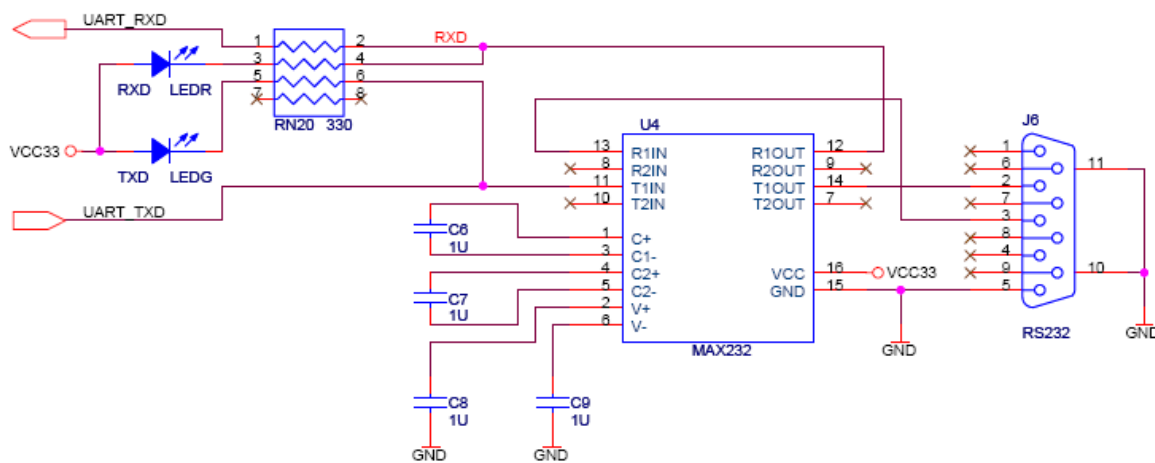 UART_RXD
1 2 RXD
3 4
5 6
7 8
RXD LEDR
RN20 330
VCC33
TXD LEDG
UART_TXD
U4
13 R1IN R1OUT 12
8 R2IN R2OUT 9
11 T1IN T1OUT 14
10 T2IN T2OUT 7
1 C+
3 C1-
4 C2+
5 C2-
2 V+
6 V-
VCC 16 VCC33
GND 15
MAX232
GND
C6
1U
C7
1U
C8
1U
GND
C9
1U
GND
J6
1
6
2
7
3
8
4
9
5
11
10
RS232
GND